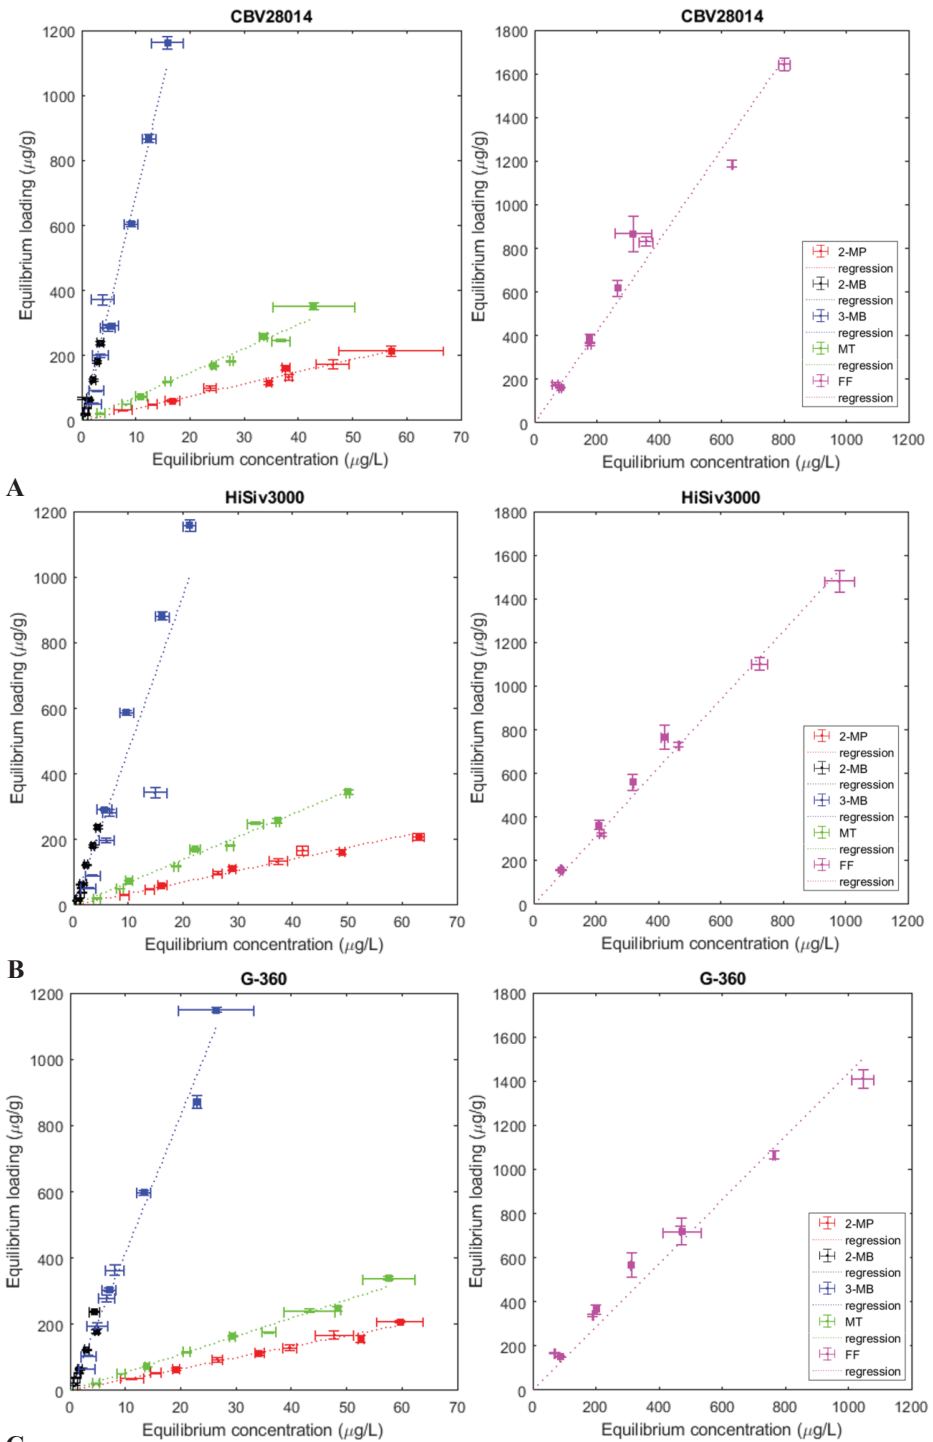 CBV28014
1200
1000
800
600
400
200
0
Equilibrium loading (μg/g)
0 10 20 30 40 50 60 70
Equilibrium concentration (μg/L)
CBV28014
1800
1600
1400
1200
1000
800
600
400
200
0
Equilibrium loading (μg/g)
2-MP
regression
2-MB
regression
3-MB
regression
MT
regression
FF
regression
0 200 400 600 800 1000 1200
Equilibrium concentration (μg/L)
A
HiSiv3000
1200
1000
800
600
400
200
0
Equilibrium loading (μg/g)
0 10 20 30 40 50 60 70
Equilibrium concentration (μg/L)
HiSiv3000
1800
1600
1400
1200
1000
800
600
400
200
0
Equilibrium loading (μg/g)
2-MP
regression
2-MB
regression
3-MB
regression
MT
regression
FF
regression
0 200 400 600 800 1000 1200
Equilibrium concentration (μg/L)
B
G-360
1200
1000
800
600
400
200
0
Equilibrium loading (μg/g)
0 10 20 30 40 50 60 70
Equilibrium concentration (μg/L)
G-360
1800
1600
1400
1200
1000
800
600
400
200
0
Equilibrium loading (μg/g)
2-MP
regression
2-MB
regression
3-MB
regression
MT
regression
FF
regression
0 200 400 600 800 1000 1200
Equilibrium concentration (μg/L)